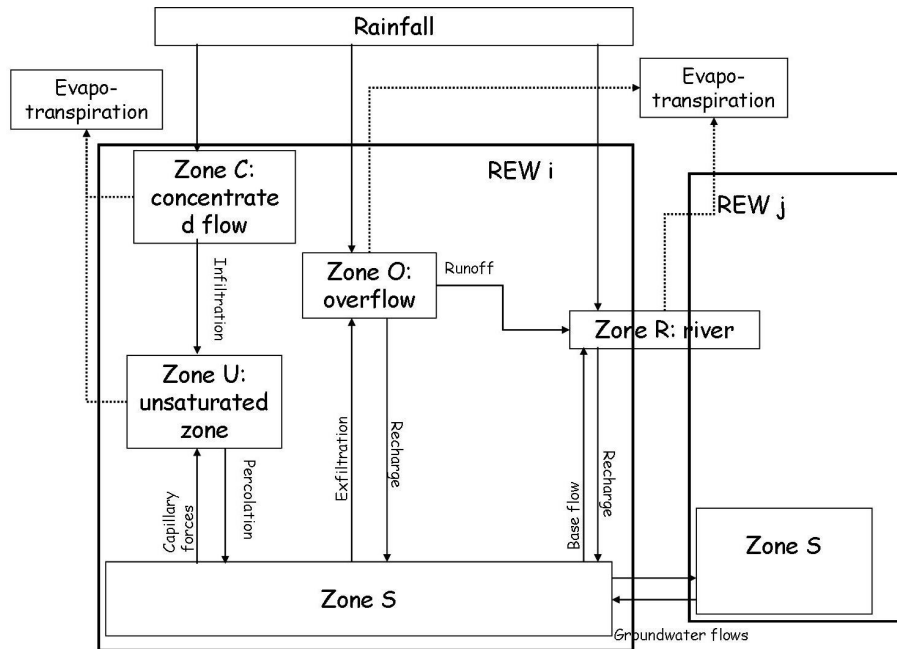 Rainfall
Evapo-
transpiration
Evapo-
transpiration
Zone C:
concentrate
d flow
REW i
REW j
Infiltration
Zone O:
overflow
Runoff
Zone R: river
Zone U:
unsaturated
zone
Capillary
forces
Percolation
Exfiltration
Recharge
Base flow
Recharge
Zone S
Zone S
Groundwater flows